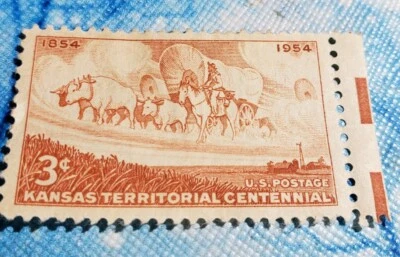 1854 1954
3¢
U.S. POSTAGE
KANSAS TERRITORIAL CENTENNIAL